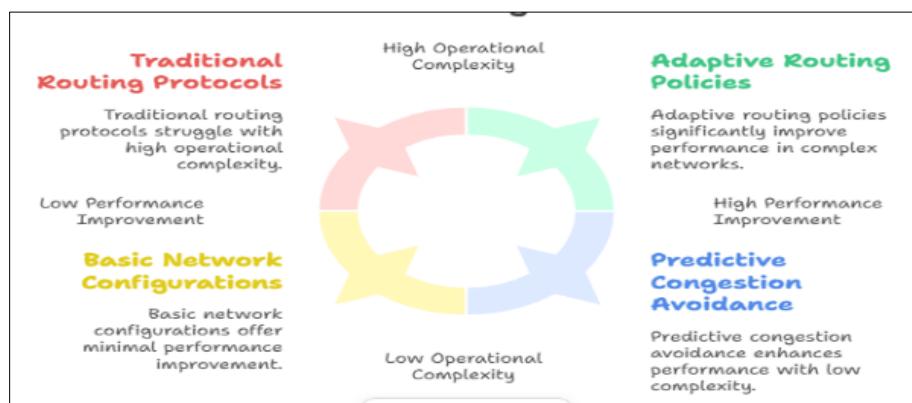 High Operational
Complexity
Traditional
Routing Protocols
Traditional routing
protocols struggle with
high operational
complexity.
Adaptive Routing
Policies
Adaptive routing policies
significantly improve
performance in complex
networks.
Low Performance
Improvement
High Performance
Improvement
Basic Network
Configurations
Basic network
configurations offer
minimal performance
improvement.
Predictive
Congestion
Avoidance
Predictive congestion
avoidance enhances
performance with low
complexity.
Low Operational
Complexity